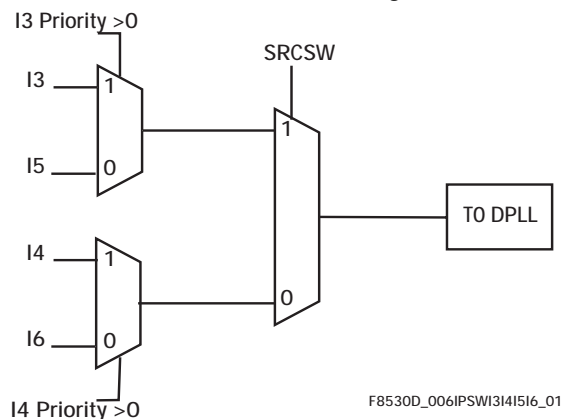 I3 Priority >0
SRCSW
I3
1
1
I5
0
T0 DPLL
I4
1
0
I6
0
I4 Priority >0
F8530D_006IPSWI3I4I5I6_01